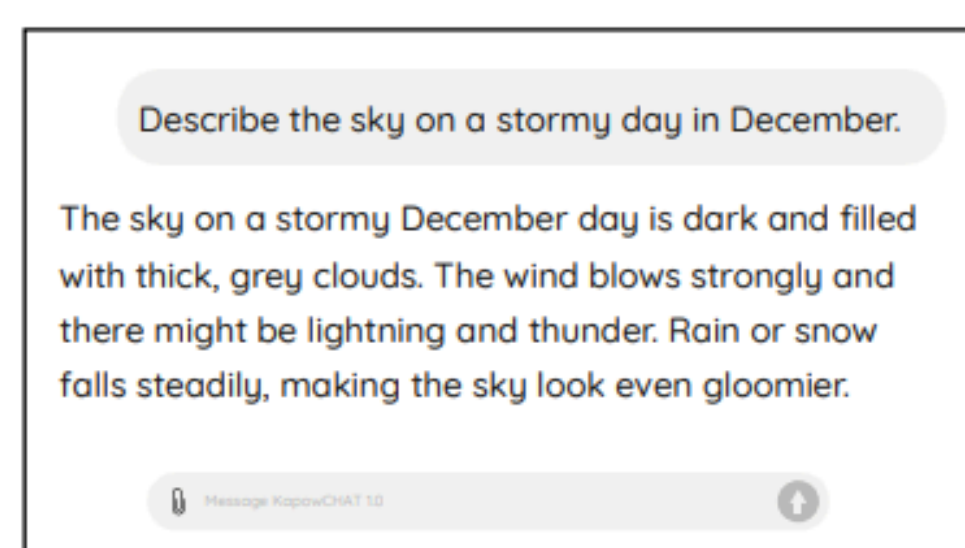 Describe the sky on a stormy day in December.
The sky on a stormy December day is dark and filled
with thick, grey clouds. The wind blows strongly and
there might be lightning and thunder. Rain or snow
falls steadily, making the sky look even gloomier.
Message KapowCHAT 1.0